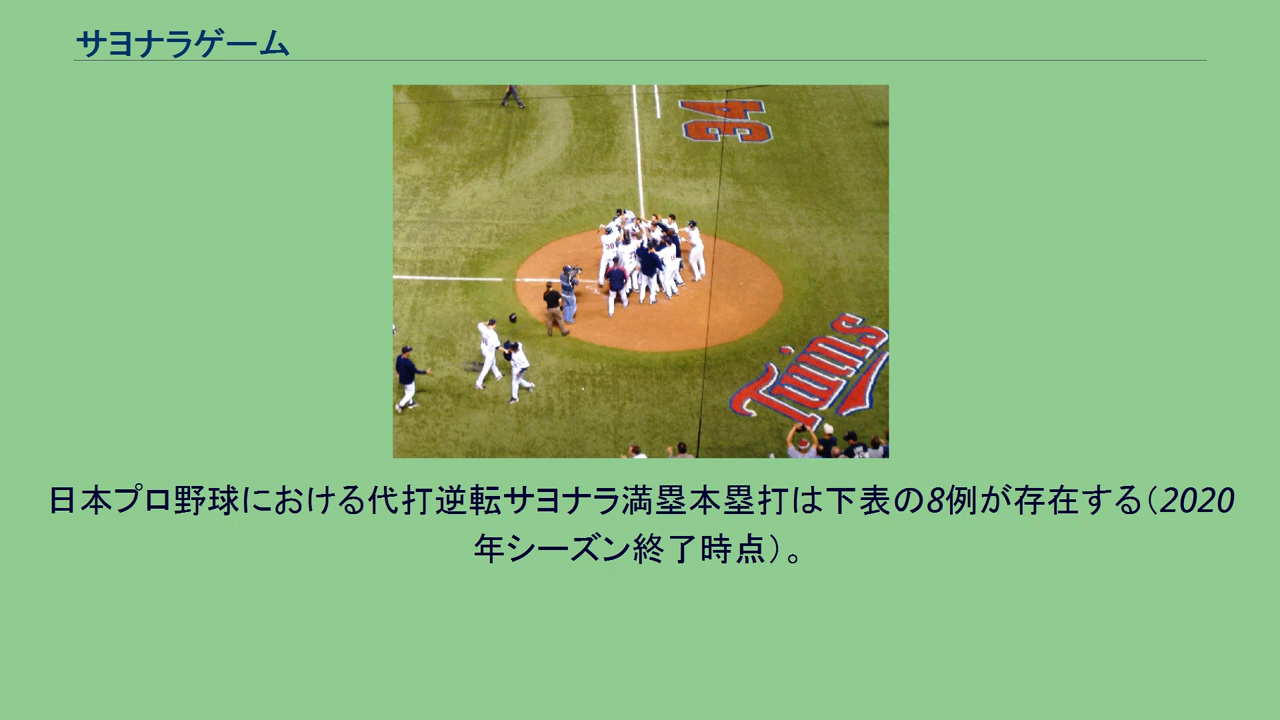 サヨナラゲーム
34
Twins
日本プロ野球における代打逆転サヨナラ満塁本塁打は下表の8例が存在する（2020
年シーズン終了時点）。